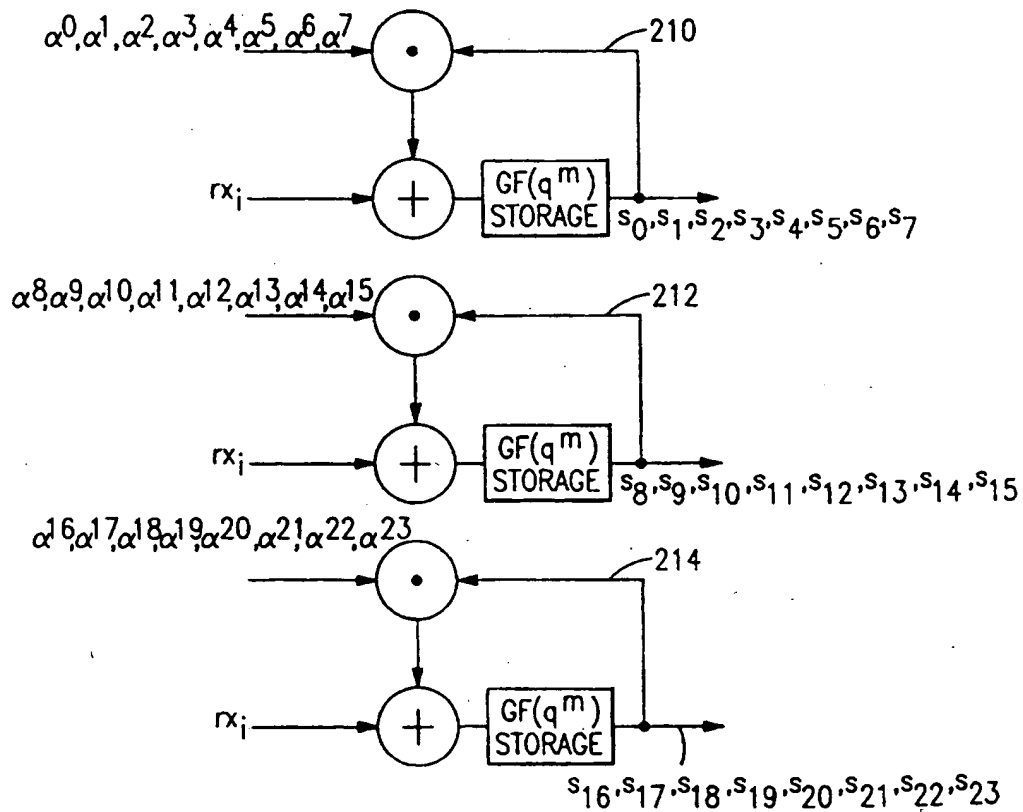 α⁰,α¹,α²,α³,α⁴,α⁵,α⁶,α⁷
210
·
rxᵢ
+
GF(qᵐ)
STORAGE
s₀,s₁,s₂,s₃,s₄,s₅,s₆,s₇
α⁸,α⁹,α¹⁰,α¹¹,α¹²,α¹³,α¹⁴,α¹⁵
212
·
rxᵢ
+
GF(qᵐ)
STORAGE
s₈,s₉,s₁₀,s₁₁,s₁₂,s₁₃,s₁₄,s₁₅
α¹⁶,α¹⁷,α¹⁸,α¹⁹,α²⁰,α²¹,α²²,α²³
214
·
rxᵢ
+
GF(qᵐ)
STORAGE
s₁₆,s₁₇,s₁₈,s₁₉,s₂₀,s₂₁,s₂₂,s₂₃